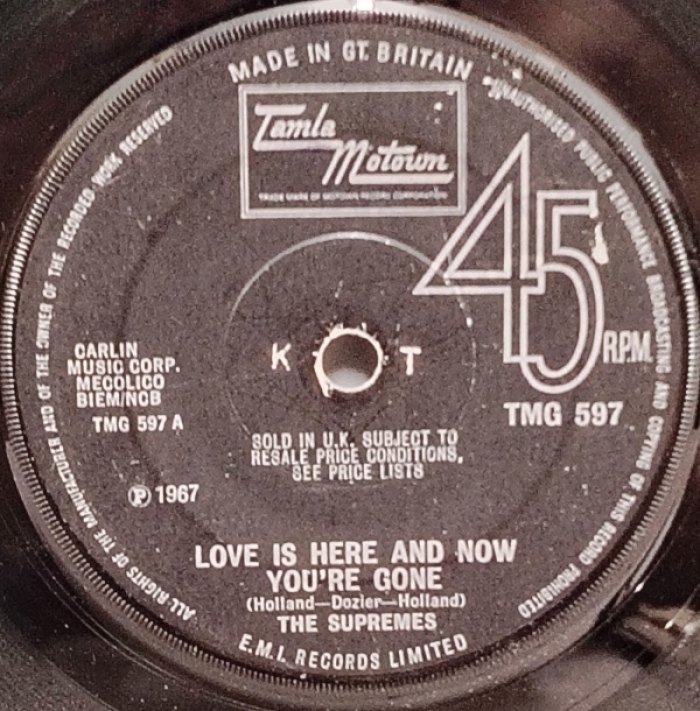 MADE IN GT. BRITAIN
Tamla
Motown
TRADE MARK OF MOTOWN RECORD CORPORATION
45
R.P.M.
TMG 597
K T
CARLIN
MUSIC CORP.
MECOLICO
BIEM/NCB
TMG 597 A
SOLD IN U.K. SUBJECT TO
RESALE PRICE CONDITIONS,
SEE PRICE LISTS
℗ 1967
LOVE IS HERE AND NOW
YOU'RE GONE
(Holland—Dozier—Holland)
THE SUPREMES
E.M.I. RECORDS LIMITED
ALL RIGHTS OF THE MANUFACTURER AND OF THE OWNER OF THE RECORDED WORK RESERVED
UNAUTHORISED PUBLIC PERFORMANCE BROADCASTING AND COPYING OF THIS RECORD PROHIBITED